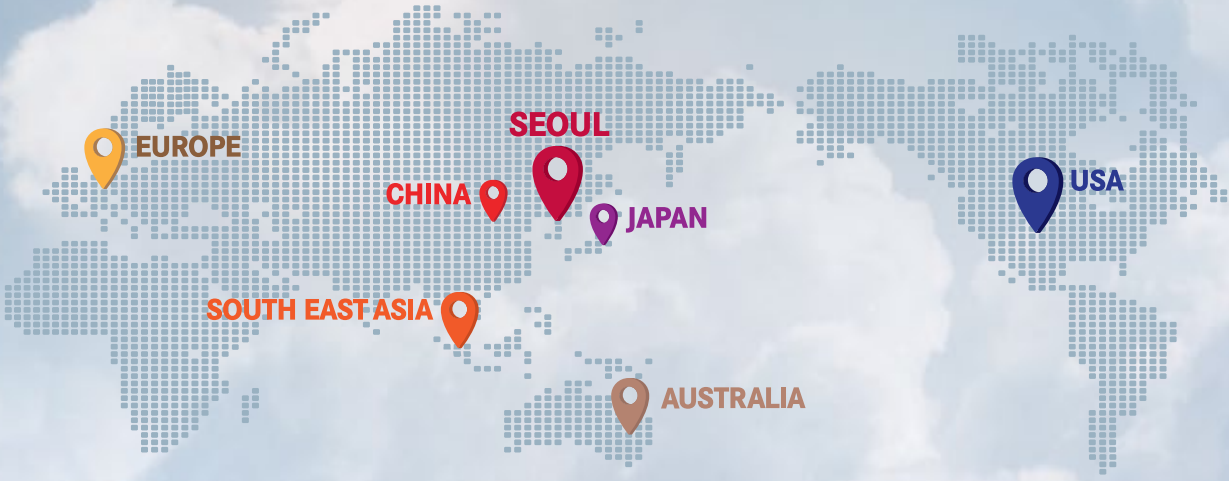 SEOUL
EUROPE
USA
CHINA
JAPAN
SOUTH EAST ASIA
AUSTRALIA